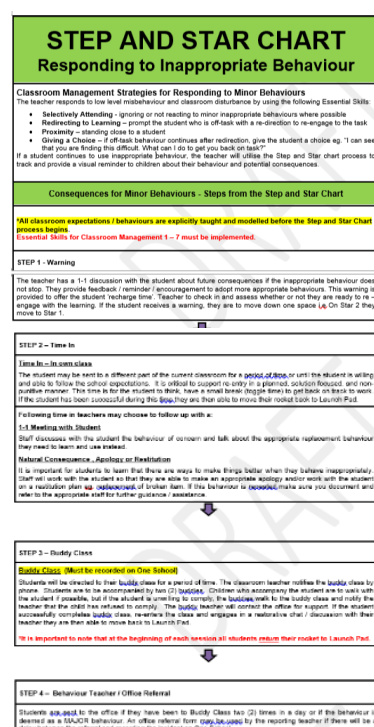 STEP AND STAR CHART
Responding to Inappropriate Behaviour
Classroom Management Strategies for Responding to Minor Behaviours
The teacher responds to low level misbehaviour and classroom disturbance by using the following Essential Skills:
• Selectively Attending - ignoring or not reacting to minor inappropriate behaviours where possible
• Redirecting to Learning – prompt the student who is off-task with a re-direction to re-engage to the task
• Proximity – standing close to a student
• Giving a Choice – if off-task behaviour continues after redirection, give the student a choice eg. "I can see
that you are finding this difficult. What can I do to get you back on task?"
If a student continues to use inappropriate behaviour, the teacher will utilise the Step and Star chart process to
track and provide a visual reminder to children about their behaviour and potential consequences.
Consequences for Minor Behaviours - Steps from the Step and Star Chart
*All classroom expectations / behaviours are explicitly taught and modelled before the Step and Star Chart
process begins.
Essential Skills for Classroom Management 1 – 7 must be implemented.
STEP 1 - Warning
The teacher has a 1-1 discussion with the student about future consequences if the inappropriate behaviour does
not stop. They provide feedback / reminder / encouragement to adopt more appropriate behaviours. This warning is
provided to offer the student 'recharge time'. Teacher to check in and assess whether or not they are ready to re –
engage with the learning. If the student receives a warning, they are to move down one space i.e. On Star 2 they
move to Star 1.
STEP 2 – Time In
Time In – In own class
The student may be sent to a different part of the current classroom for a period of time or until the student is willing
and able to follow the school expectations. It is critical to support re-entry in a planned, solution focused, and non-
punitive manner. This time is for the student to think, have a small break (toggle time) to get back on track to work.
If the student has been successful during this time they are then able to move their rocket back to Launch Pad.
Following time in teachers may choose to follow up with a:
1-1 Meeting with Student
Staff discusses with the student the behaviour of concern and talk about the appropriate replacement behaviour
they need to learn and use instead.
Natural Consequence , Apology or Restitution
It is important for students to learn that there are ways to make things better when they behave inappropriately.
Staff will work with the student so that they are able to make an appropriate apology and/or work with the student
on a restitution plan eg. replacement of broken item. If this behaviour is repeated make sure you document and
refer to the appropriate staff for further guidance / assistance.
STEP 3 – Buddy Class
Buddy Class (Must be recorded on One School)
Students will be directed to their buddy class for a period of time. The classroom teacher notifies the buddy class by
phone. Students are to be accompanied by two (2) buddies. Children who accompany the student are to walk with
the student if possible, but if the student is unwilling to comply, the buddies walk to the buddy class and notify the
teacher that the child has refused to comply. The buddy teacher will contact the office for support. If the student
successfully completes buddy class, re-enters the class and engages in a restorative chat / discussion with their
teacher they are then able to move back to Launch Pad.
*It is important to note that at the beginning of each session all students return their rocket to Launch Pad.
STEP 4 – Behaviour Teacher / Office Referral
Students are sent to the office if they have been to Buddy Class two (2) times in a day or if the behaviour is
deemed as a MAJOR behaviour. An office referral form may be used by the reporting teacher if there will be
DRAFT